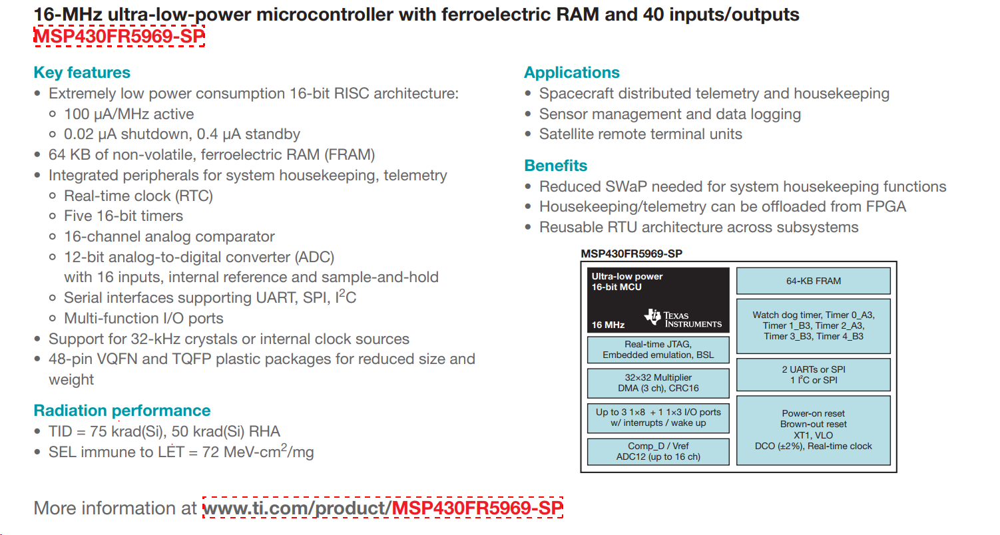 16-MHz ultra-low-power microcontroller with ferroelectric RAM and 40 inputs/outputs
MSP430FR5969-SP
Key features
• Extremely low power consumption 16-bit RISC architecture:
○ 100 µA/MHz active
○ 0.02 µA shutdown, 0.4 µA standby
• 64 KB of non-volatile, ferroelectric RAM (FRAM)
• Integrated peripherals for system housekeeping, telemetry
○ Real-time clock (RTC)
○ Five 16-bit timers
○ 16-channel analog comparator
○ 12-bit analog-to-digital converter (ADC)
with 16 inputs, internal reference and sample-and-hold
○ Serial interfaces supporting UART, SPI, I²C
○ Multi-function I/O ports
• Support for 32-kHz crystals or internal clock sources
• 48-pin VQFN and TQFP plastic packages for reduced size and
weight
Radiation performance
• TID = 75 krad(Si), 50 krad(Si) RHA
• SEL immune to LET = 72 MeV-cm²/mg
Applications
• Spacecraft distributed telemetry and housekeeping
• Sensor management and data logging
• Satellite remote terminal units
Benefits
• Reduced SWaP needed for system housekeeping functions
• Housekeeping/telemetry can be offloaded from FPGA
• Reusable RTU architecture across subsystems
MSP430FR5969-SP
Ultra-low power
16-bit MCU
16 MHz
TEXAS
INSTRUMENTS
Real-time JTAG,
Embedded emulation, BSL
32×32 Multiplier
DMA (3 ch), CRC16
Up to 3 1×8 + 1 1×3 I/O ports
w/ interrupts / wake up
Comp_D / Vref
ADC12 (up to 16 ch)
64-KB FRAM
Watch dog timer, Timer 0_A3,
Timer 1_B3, Timer 2_A3,
Timer 3_B3, Timer 4_B3
2 UARTs or SPI
1 I²C or SPI
Power-on reset
Brown-out reset
XT1, VLO
DCO (±2%), Real-time clock
More information at www.ti.com/product/MSP430FR5969-SP